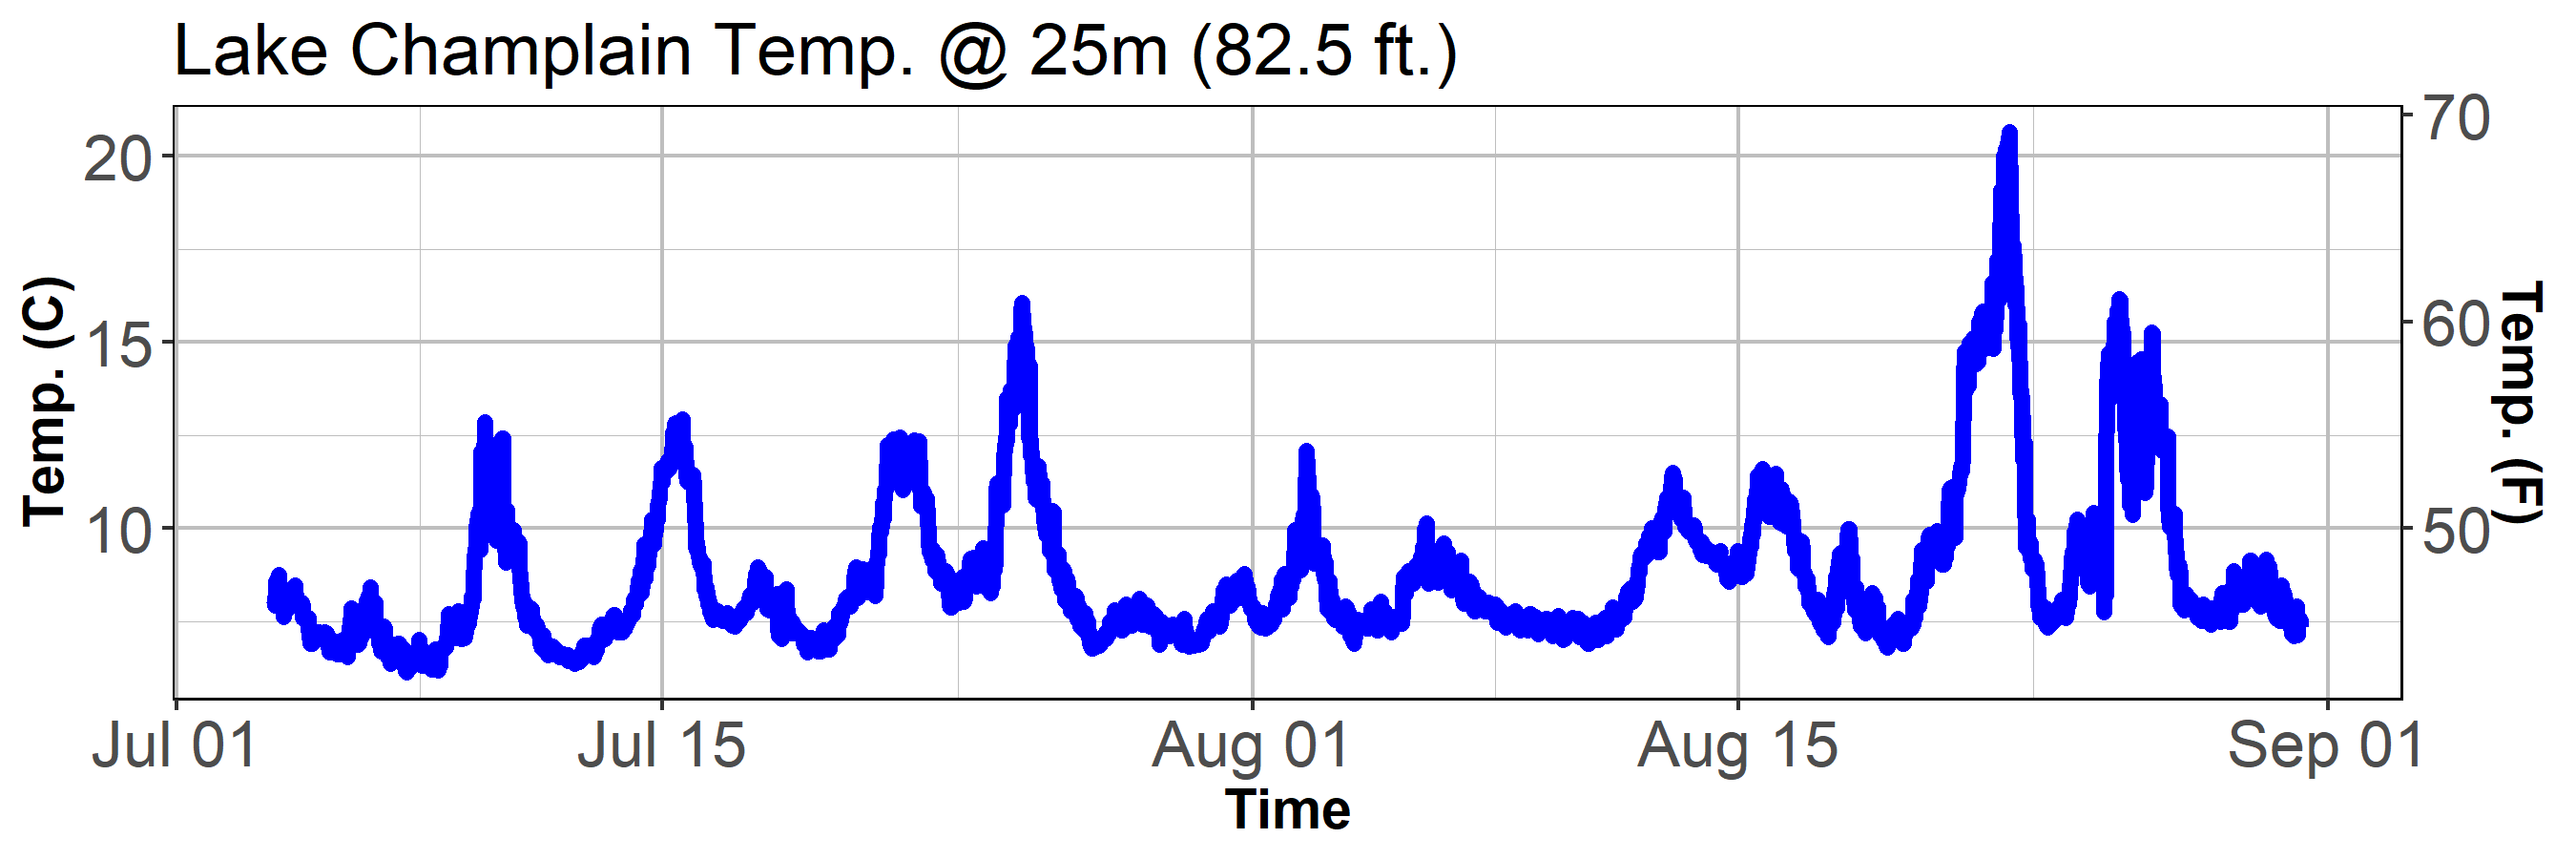 Lake Champlain Temp. @ 25m (82.5 ft.)
Temp. (C)
20
15
10
70
60
50
Temp. (F)
Jul 01
Jul 15
Aug 01
Aug 15
Sep 01
Time